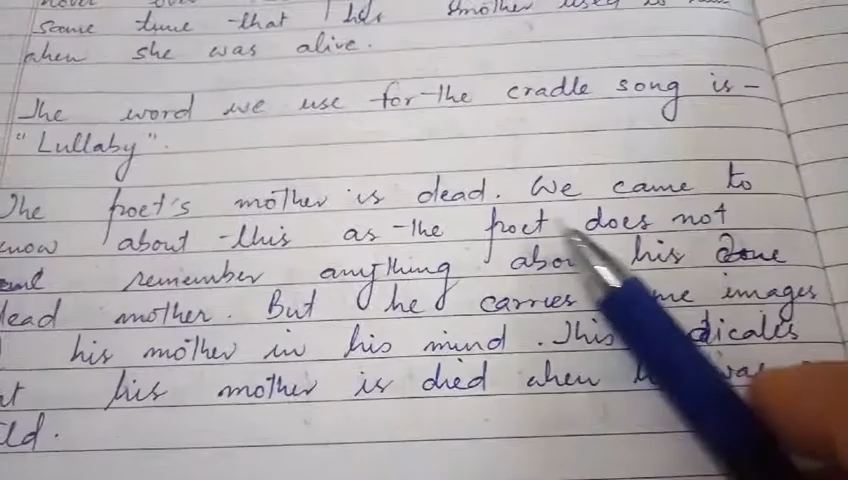 some time that his mother used to
when she was alive.
The word we use for the cradle song is -
"Lullaby".
The poet's mother is dead. We came to
know about this as the poet does not
remember anything about his
dead mother. But he carries some images
his mother in his mind. This indicates
his mother is died when he was